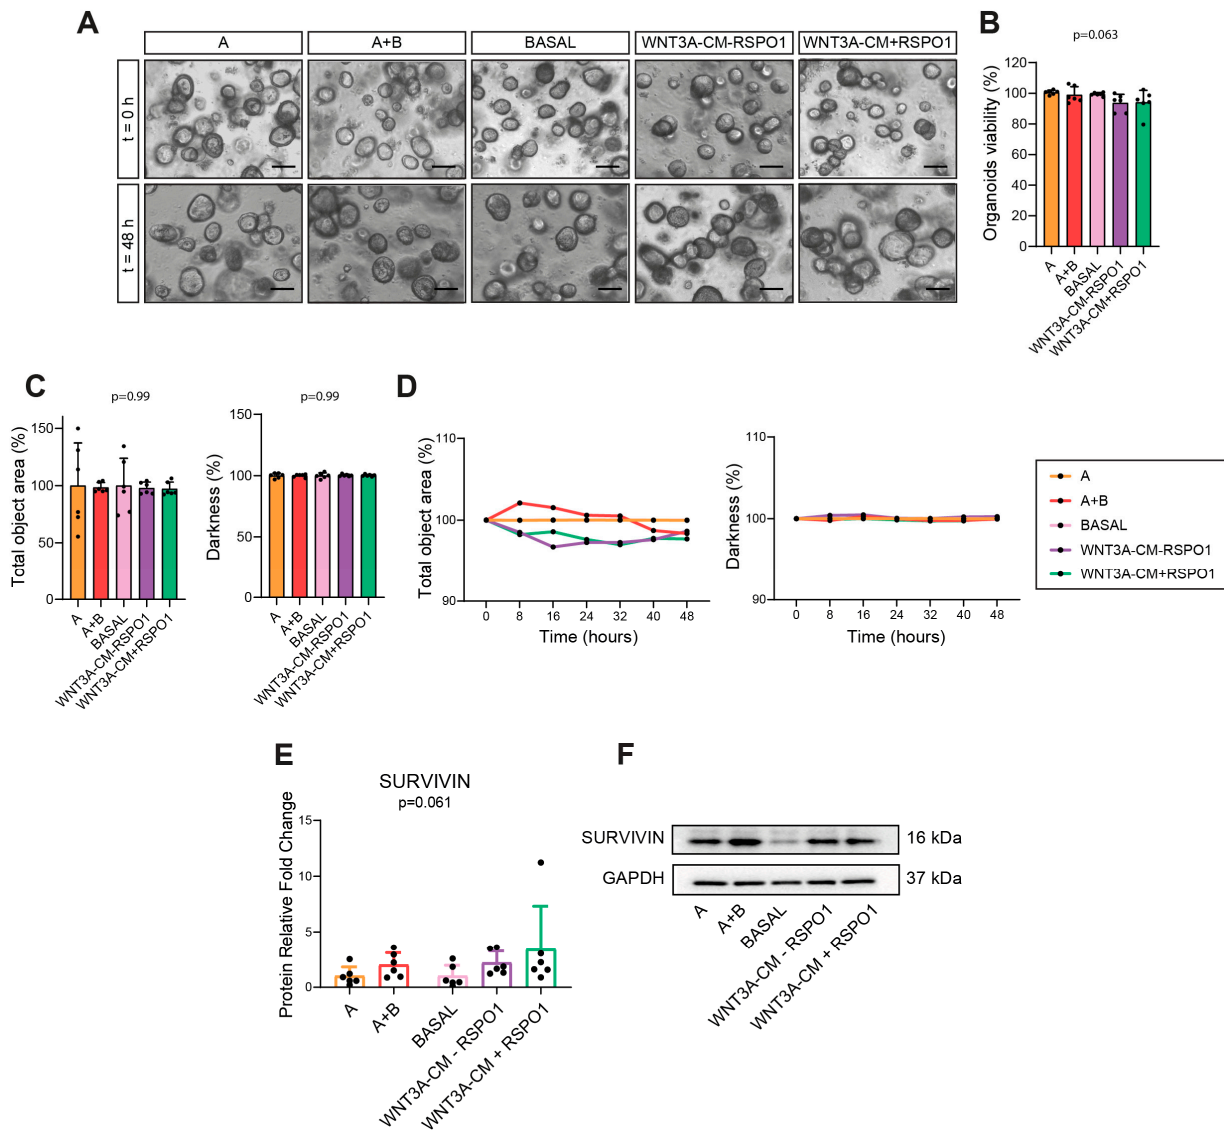 A
A
A+B
BASAL
WNT3A-CM-RSPO1
WNT3A-CM+RSPO1
t = 0 h
t = 48 h
B
p=0.063
Organoids viability (%)
120
100
80
60
40
20
0
A
A+B
BASAL
WNT3A-CM-RSPO1
WNT3A-CM+RSPO1
C
p=0.99
Total object area (%)
150
100
50
0
A
A+B
BASAL
WNT3A-CM-RSPO1
WNT3A-CM+RSPO1
p=0.99
Darkness (%)
150
100
50
0
A
A+B
BASAL
WNT3A-CM-RSPO1
WNT3A-CM+RSPO1
D
Total object area (%)
110
100
90
0 8 16 24 32 40 48
Time (hours)
Darkness (%)
110
100
90
0 8 16 24 32 40 48
Time (hours)
A
A+B
BASAL
WNT3A-CM-RSPO1
WNT3A-CM+RSPO1
E
SURVIVIN
p=0.061
Protein Relative Fold Change
15
10
5
0
A
A+B
BASAL
WNT3A-CM - RSPO1
WNT3A-CM + RSPO1
F
SURVIVIN
16 kDa
GAPDH
37 kDa
A
A+B
BASAL
WNT3A-CM - RSPO1
WNT3A-CM + RSPO1